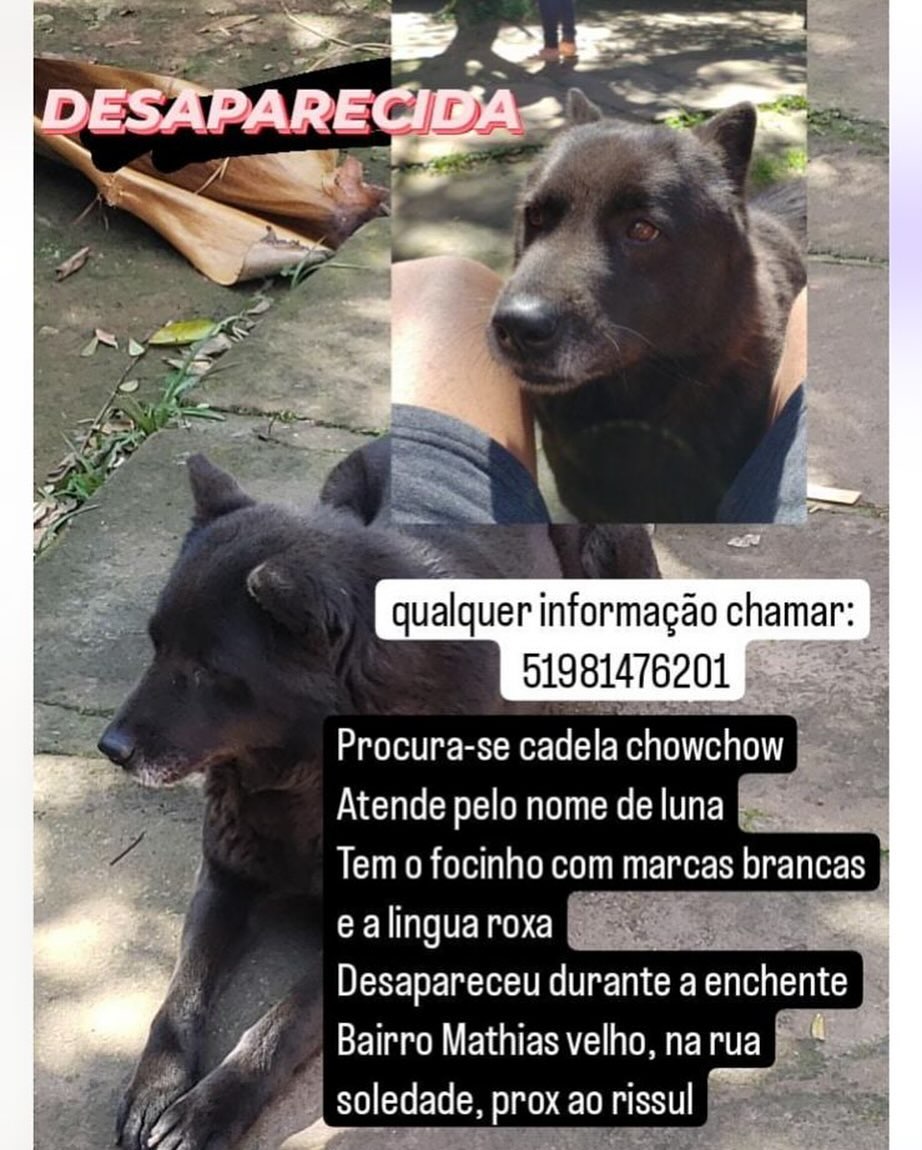 DESAPARECIDA
qualquer informação chamar:
51981476201
Procura-se cadela chowchow
Atende pelo nome de luna
Tem o focinho com marcas brancas
e a lingua roxa
Desapareceu durante a enchente
Bairro Mathias velho, na rua
soledade, prox ao rissul